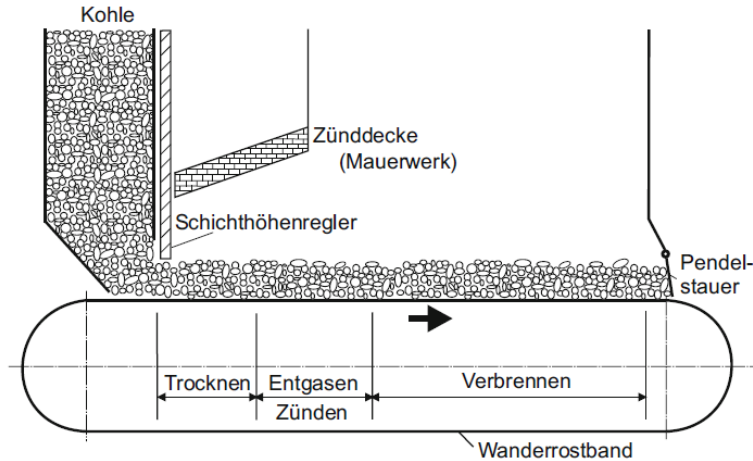 Kohle
Zünddecke
(Mauerwerk)
Schichthöhenregler
Pendel-
stauer
Trocknen
Entgasen
Zünden
Verbrennen
Wanderrostband